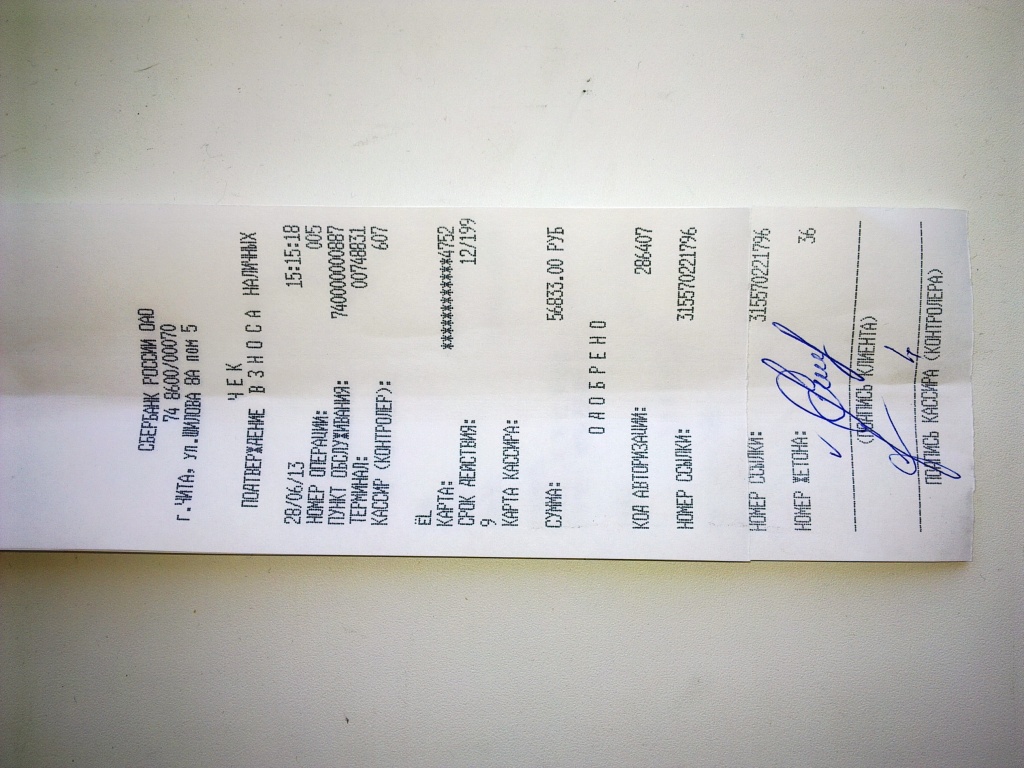 СБЕРБАНК РОССИИ ОАО
74 8600/00070
г.ЧИТА, ул.ШИЛОВА 8А пом 5
ЧЕК
ПОДТВЕРЖДЕНИЕ ВЗНОСА НАЛИЧНЫХ
28/06/13 15:15:18
НОМЕР ОПЕРАЦИИ: 005
ПУНКТ ОБСЛУЖИВАНИЯ: 740000000887
ТЕРМИНАЛ: 00748831
КАССИР (КОНТРОЛЕР): 607
ЁL
КАРТА: ************4752
СРОК ДЕЙСТВИЯ: 12/199
9
КАРТА КАССИРА:
СУММА: 56833.00 РУБ
ОДОБРЕНО
КОД АВТОРИЗАЦИИ: 286407
НОМЕР ССЫЛКИ: 315570221796
НОМЕР ССЫЛКИ: 315570221796
НОМЕР ЖЕТОНА: 36
(ПОДПИСЬ КЛИЕНТА)
ПОДПИСЬ КАССИРА (КОНТРОЛЕРА)